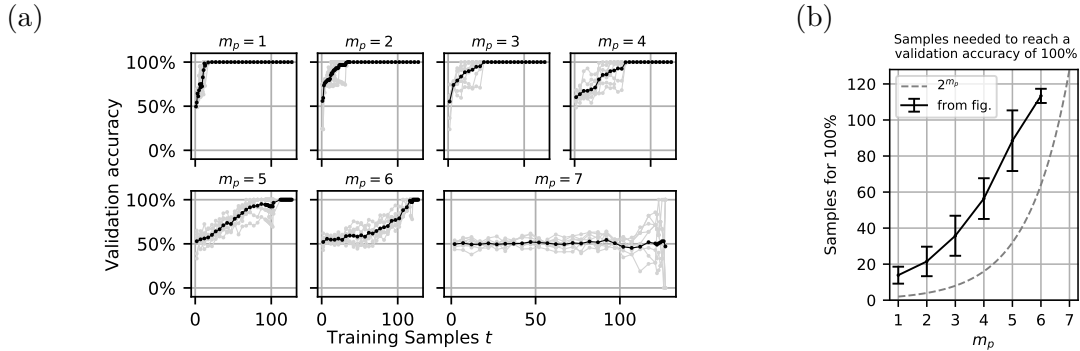 (a)
m_p = 1
m_p = 2
m_p = 3
m_p = 4
100%
50%
0%
Validation accuracy
m_p = 5
m_p = 6
m_p = 7
100%
50%
0%
0
100
0
100
0
50
100
Training Samples t
(b)
Samples needed to reach a
validation accuracy of 100%
2^{m_p}
from fig.
Samples for 100%
120
100
80
60
40
20
0
1 2 3 4 5 6 7
m_p